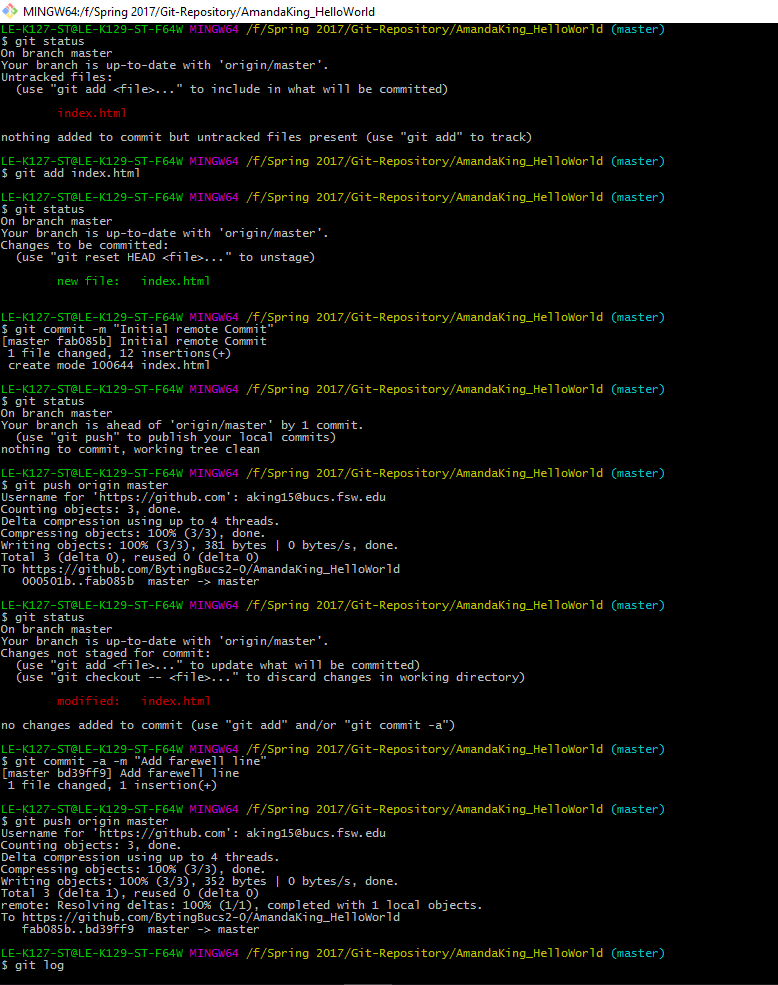 MINGW64:/f/Spring 2017/Git-Repository/AmandaKing_HelloWorld
LE-K127-ST@LE-K129-ST-F64W MINGW64 /f/Spring 2017/Git-Repository/AmandaKing_HelloWorld (master)
$ git status
On branch master
Your branch is up-to-date with 'origin/master'.
Untracked files:
  (use "git add <file>..." to include in what will be committed)
index.html
nothing added to commit but untracked files present (use "git add" to track)
LE-K127-ST@LE-K129-ST-F64W MINGW64 /f/Spring 2017/Git-Repository/AmandaKing_HelloWorld (master)
$ git add index.html
LE-K127-ST@LE-K129-ST-F64W MINGW64 /f/Spring 2017/Git-Repository/AmandaKing_HelloWorld (master)
$ git status
On branch master
Your branch is up-to-date with 'origin/master'.
Changes to be committed:
  (use "git reset HEAD <file>..." to unstage)
new file:   index.html
LE-K127-ST@LE-K129-ST-F64W MINGW64 /f/Spring 2017/Git-Repository/AmandaKing_HelloWorld (master)
$ git commit -m "Initial remote Commit"
[master fab085b] Initial remote Commit
 1 file changed, 12 insertions(+)
 create mode 100644 index.html
LE-K127-ST@LE-K129-ST-F64W MINGW64 /f/Spring 2017/Git-Repository/AmandaKing_HelloWorld (master)
$ git status
On branch master
Your branch is ahead of 'origin/master' by 1 commit.
  (use "git push" to publish your local commits)
nothing to commit, working tree clean
LE-K127-ST@LE-K129-ST-F64W MINGW64 /f/Spring 2017/Git-Repository/AmandaKing_HelloWorld (master)
$ git push origin master
Username for 'https://github.com': aking15@bucs.fsw.edu
Counting objects: 3, done.
Delta compression using up to 4 threads.
Compressing objects: 100% (3/3), done.
Writing objects: 100% (3/3), 381 bytes | 0 bytes/s, done.
Total 3 (delta 0), reused 0 (delta 0)
To https://github.com/BytingBucs2-0/AmandaKing_HelloWorld
   000501b..fab085b  master -> master
LE-K127-ST@LE-K129-ST-F64W MINGW64 /f/Spring 2017/Git-Repository/AmandaKing_HelloWorld (master)
$ git status
On branch master
Your branch is up-to-date with 'origin/master'.
Changes not staged for commit:
  (use "git add <file>..." to update what will be committed)
  (use "git checkout -- <file>..." to discard changes in working directory)
modified:   index.html
no changes added to commit (use "git add" and/or "git commit -a")
LE-K127-ST@LE-K129-ST-F64W MINGW64 /f/Spring 2017/Git-Repository/AmandaKing_HelloWorld (master)
$ git commit -a -m "Add farewell line"
[master bd39ff9] Add farewell line
 1 file changed, 1 insertion(+)
LE-K127-ST@LE-K129-ST-F64W MINGW64 /f/Spring 2017/Git-Repository/AmandaKing_HelloWorld (master)
$ git push origin master
Username for 'https://github.com': aking15@bucs.fsw.edu
Counting objects: 3, done.
Delta compression using up to 4 threads.
Compressing objects: 100% (3/3), done.
Writing objects: 100% (3/3), 352 bytes | 0 bytes/s, done.
Total 3 (delta 1), reused 0 (delta 0)
remote: Resolving deltas: 100% (1/1), completed with 1 local objects.
To https://github.com/BytingBucs2-0/AmandaKing_HelloWorld
   fab085b..bd39ff9  master -> master
LE-K127-ST@LE-K129-ST-F64W MINGW64 /f/Spring 2017/Git-Repository/AmandaKing_HelloWorld (master)
$ git log